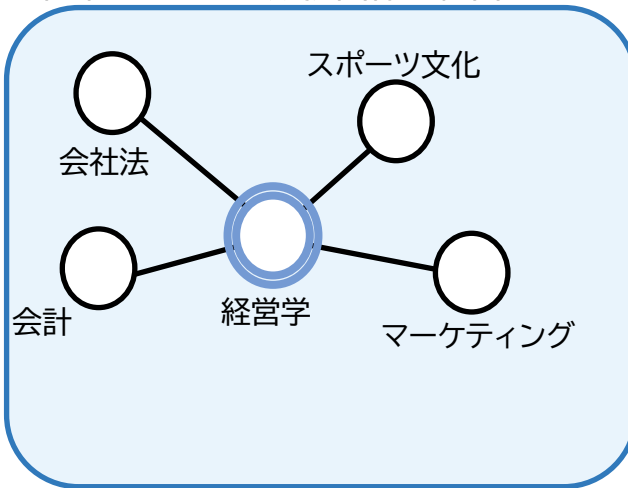 スポーツ文化
会社法
経営学
会計
マーケティング